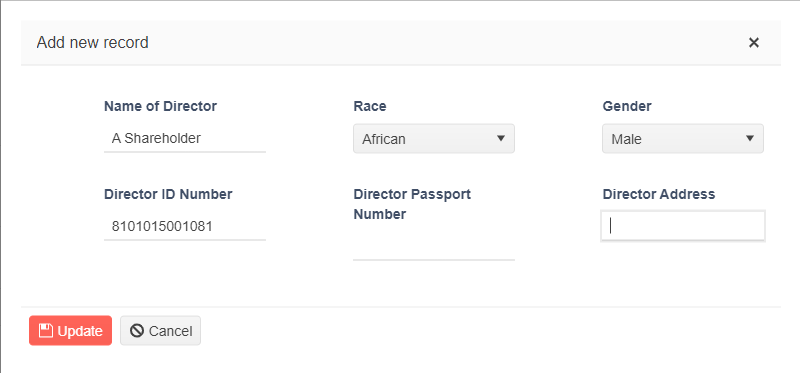 Add new record
Name of Director
Race
Gender
A Shareholder
African
Male
Director ID Number
Director Passport
Number
Director Address
8101015001081
Update
Cancel